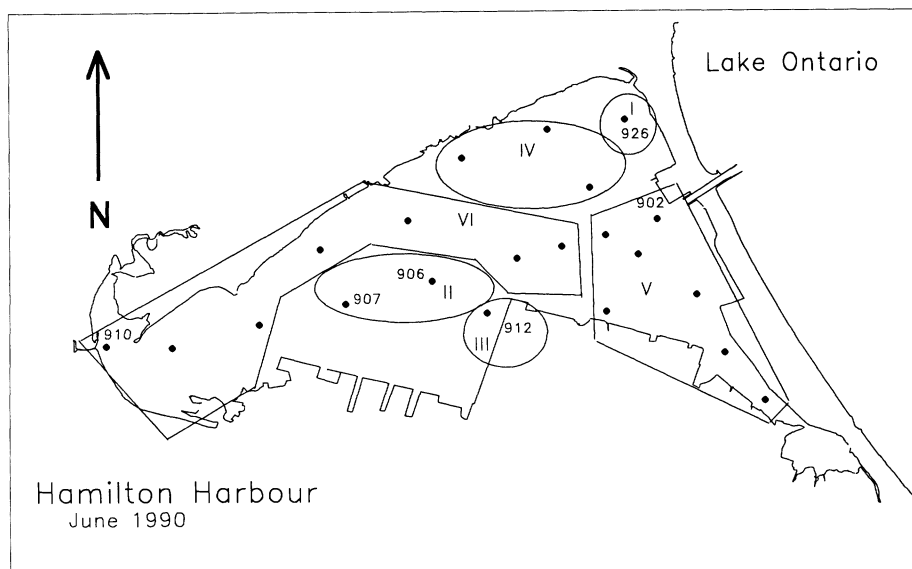 Lake Ontario
I
926
IV
N
902
VI
906
II
907
V
910
III
912
Hamilton Harbour
June 1990